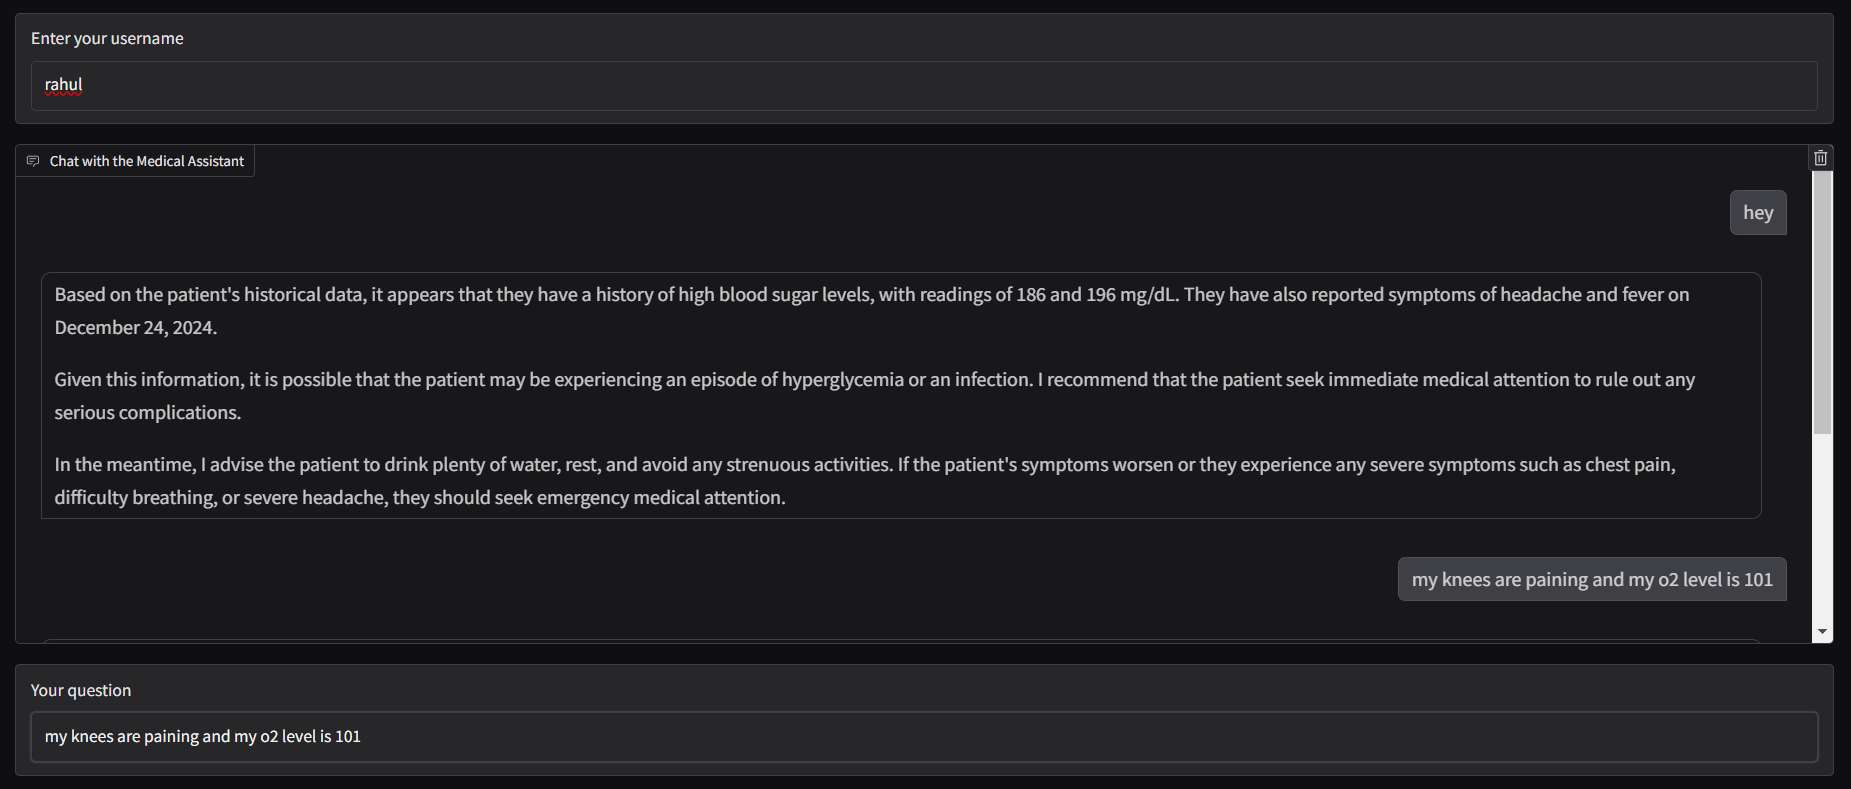 Enter your username
rahul
Chat with the Medical Assistant
hey
Based on the patient's historical data, it appears that they have a history of high blood sugar levels, with readings of 186 and 196 mg/dL. They have also reported symptoms of headache and fever on
December 24, 2024.
Given this information, it is possible that the patient may be experiencing an episode of hyperglycemia or an infection. I recommend that the patient seek immediate medical attention to rule out any
serious complications.
In the meantime, I advise the patient to drink plenty of water, rest, and avoid any strenuous activities. If the patient's symptoms worsen or they experience any severe symptoms such as chest pain,
difficulty breathing, or severe headache, they should seek emergency medical attention.
my knees are paining and my o2 level is 101
Your question
my knees are paining and my o2 level is 101